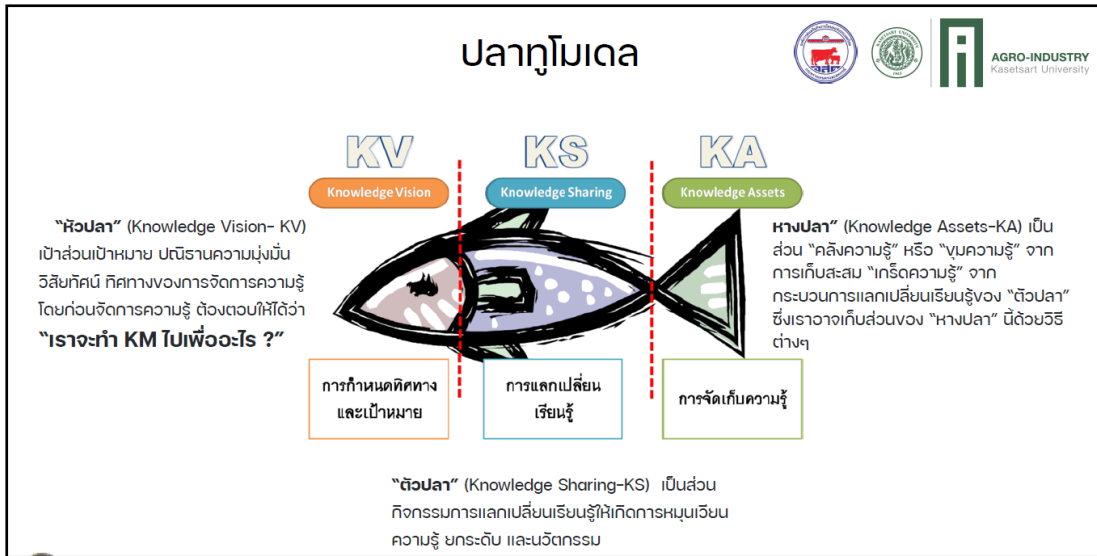 ปลาทูโมเดล
AGRO-INDUSTRY
Kasetsart University
KV
KS
KA
Knowledge Vision
Knowledge Sharing
Knowledge Assets
"หัวปลา" (Knowledge Vision- KV)
เป้าส่วนเป้าหมาย ปณิธานความมุ่งมั่น
วิสัยทัศน์ ทิศทางของการจัดการความรู้
โดยก่อนจัดการความรู้ ต้องตอบให้ได้ว่า
"เราจะทำ KM ไปเพื่ออะไร ?"
หางปลา" (Knowledge Assets-KA) เป็น
ส่วน "คลังความรู้" หรือ "ขุมความรู้" จาก
การเก็บสะสม "เกร็ดความรู้" จาก
กระบวนการแลกเปลี่ยนเรียนรู้ของ "ตัวปลา"
ซึ่งเราอาจเก็บส่วนของ "หางปลา" นี้ด้วยวิธี
ต่างๆ
การกำหนดทิศทาง
และเป้าหมาย
การแลกเปลี่ยน
เรียนรู้
การจัดเก็บความรู้
"ตัวปลา" (Knowledge Sharing-KS) เป็นส่วน
กิจกรรมการแลกเปลี่ยนเรียนรู้ให้เกิดการหมุนเวียน
ความรู้ ยกระดับ และนวัตกรรม